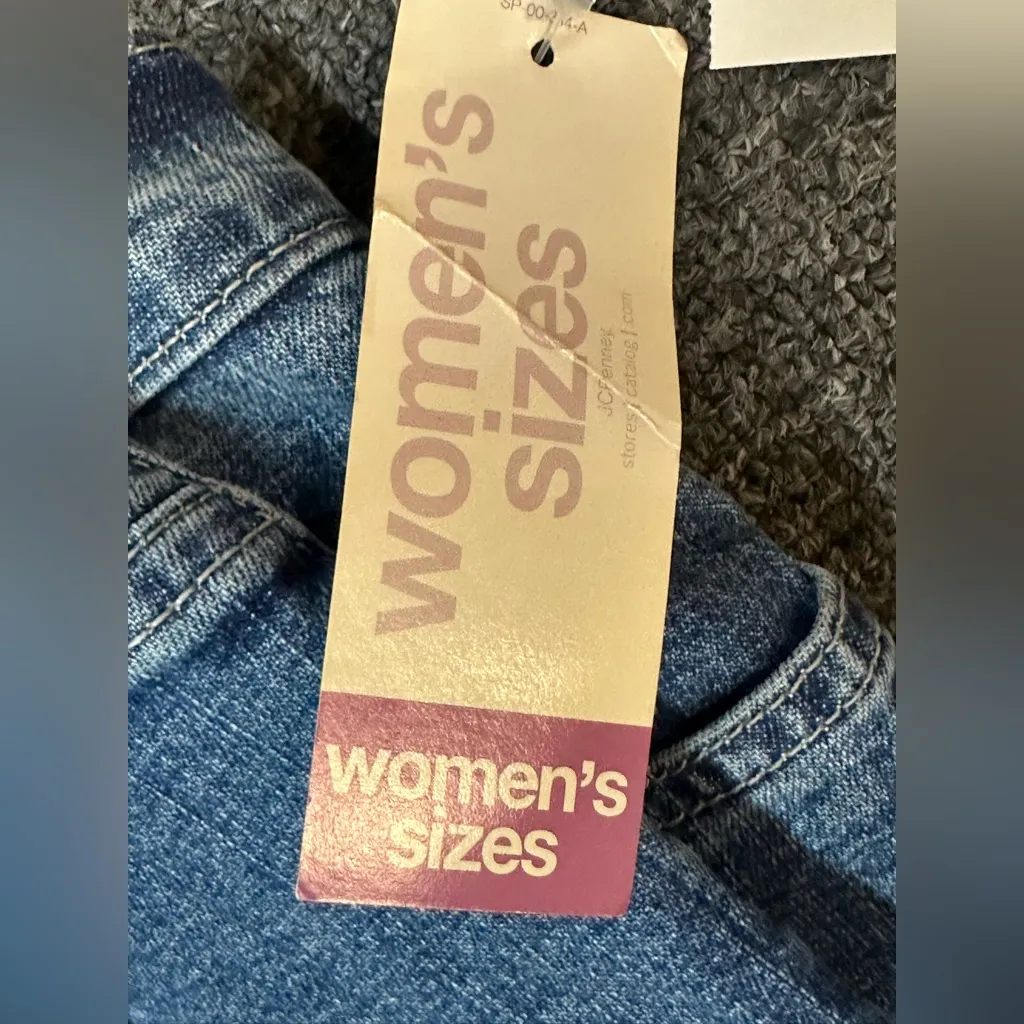 women's
sizes
JCPenney
stores | catalog | .com
women's
sizes